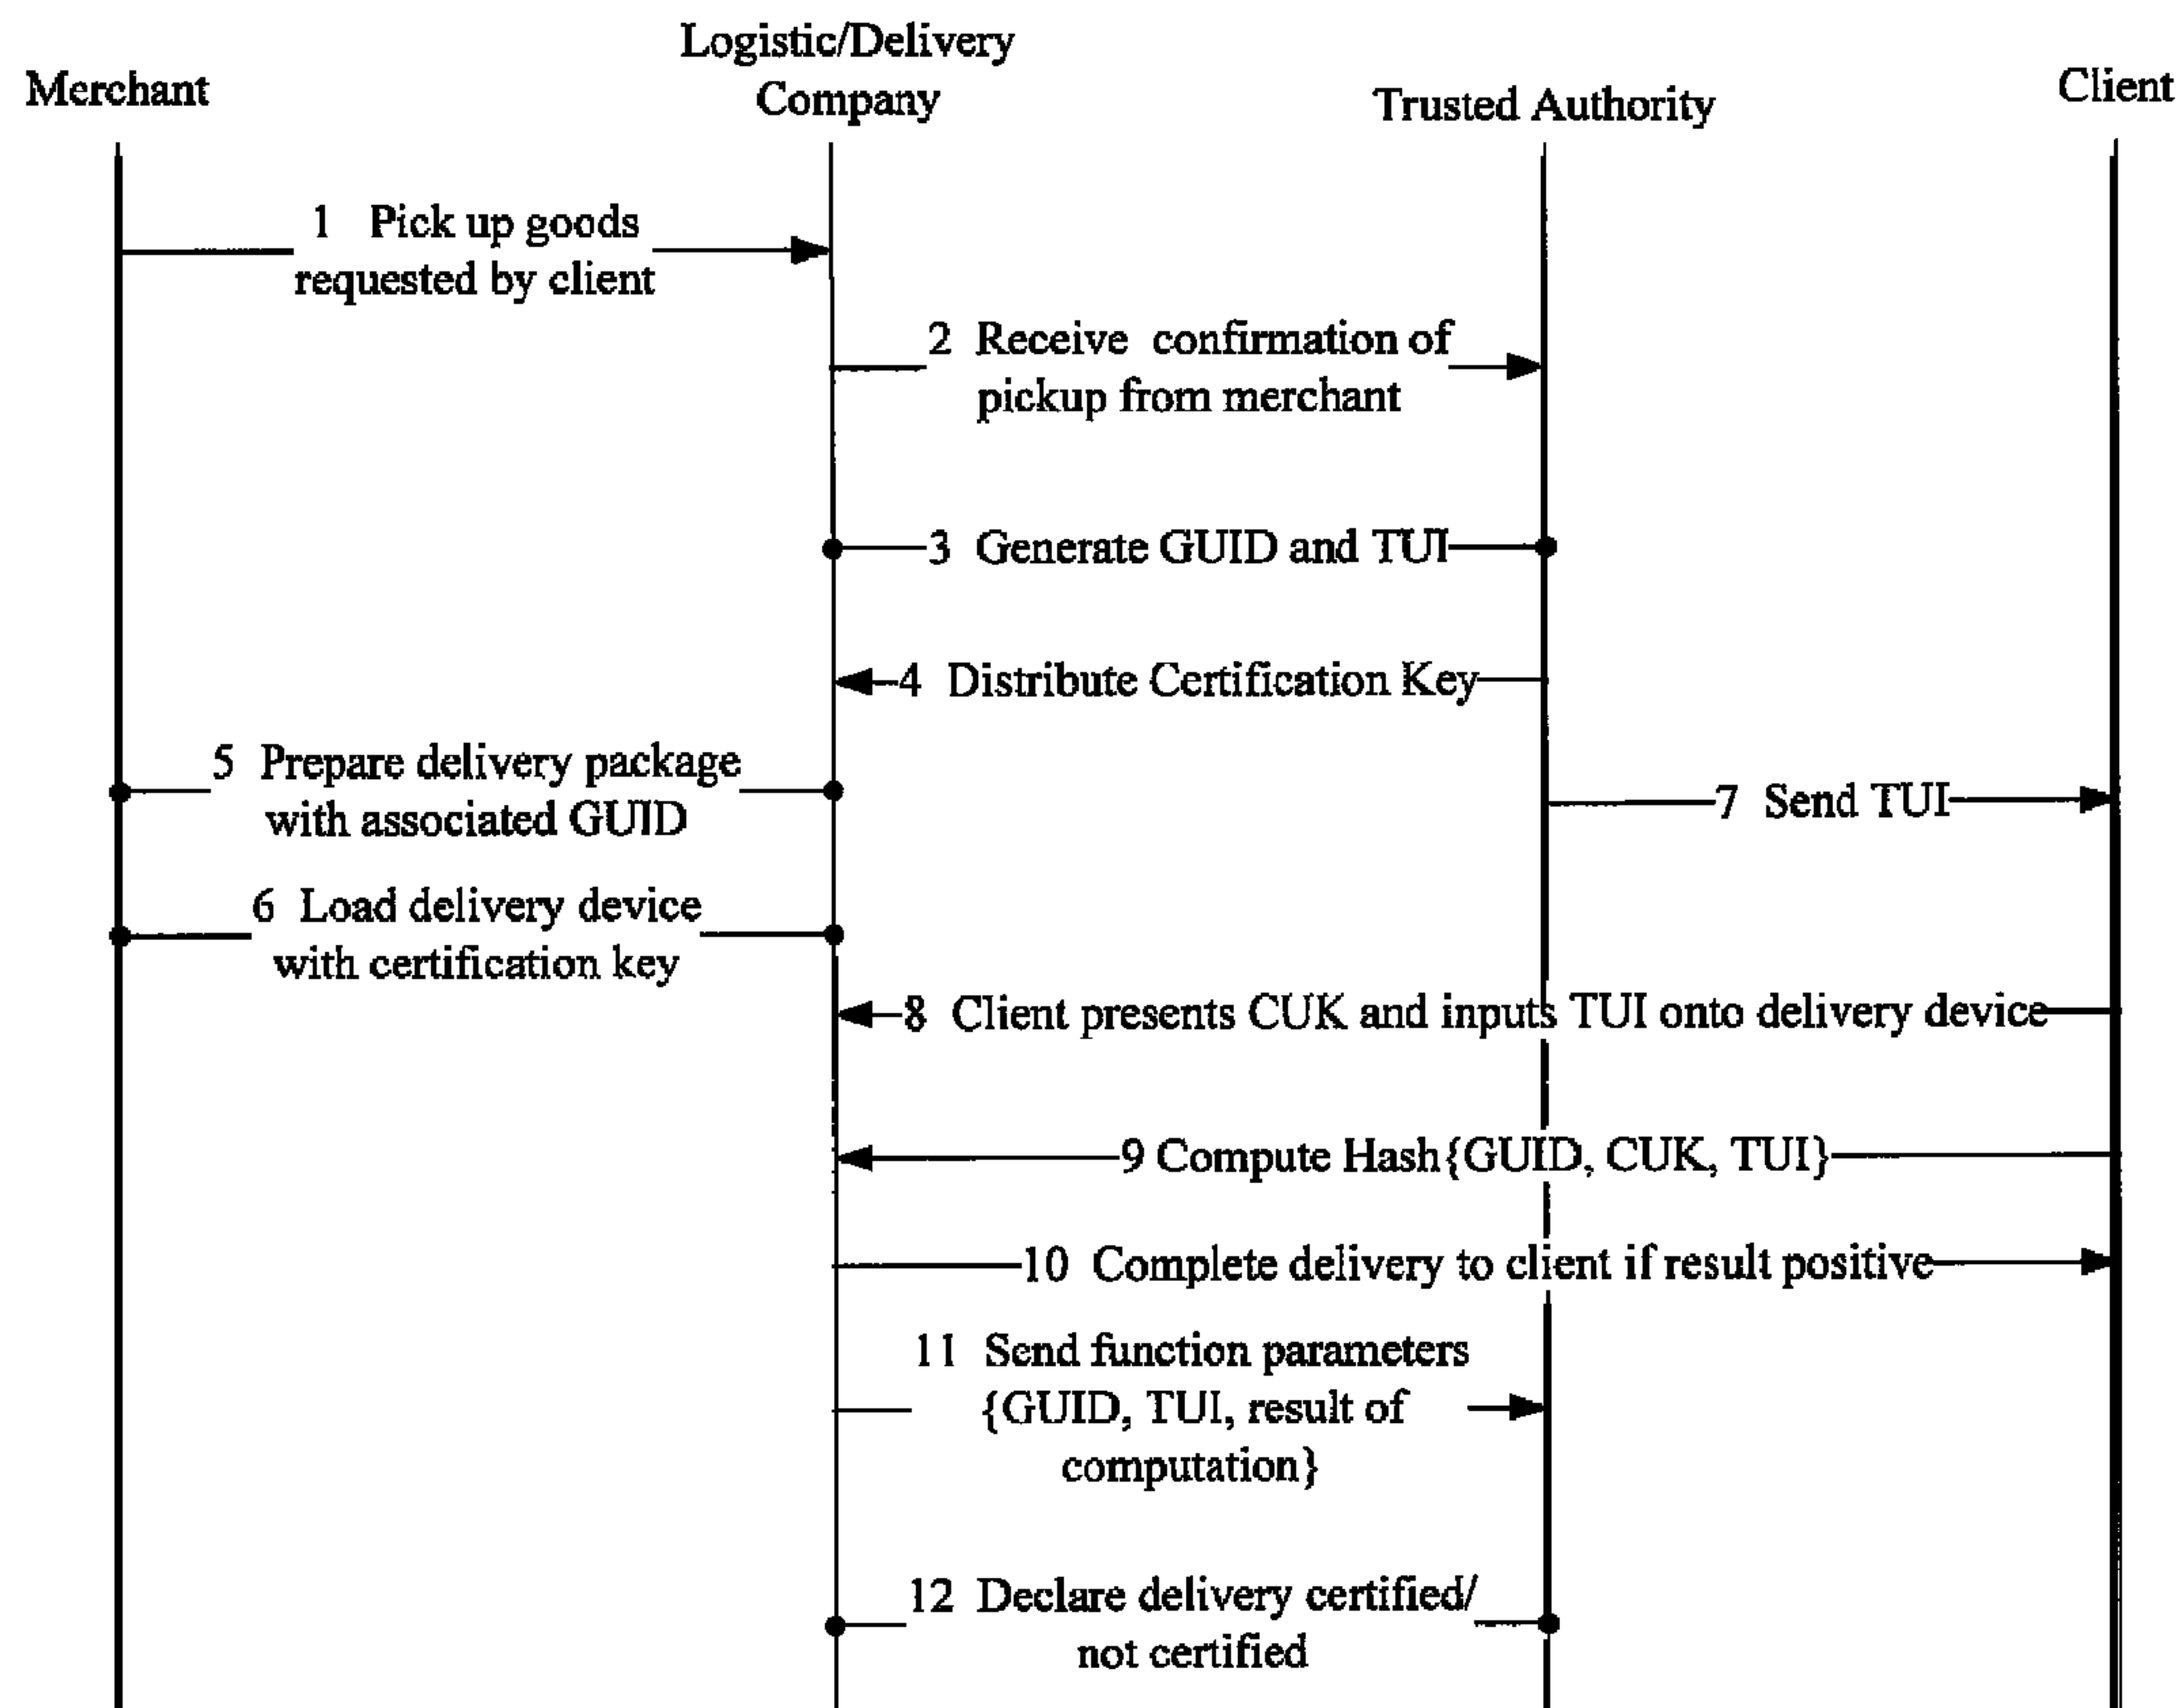 Merchant
Logistic/Delivery
Company
Trusted Authority
Client
1 Pick up goods
requested by client
2 Receive confirmation of
pickup from merchant
3 Generate GUID and TUI
4 Distribute Certification Key
5 Prepare delivery package
with associated GUID
7 Send TUI
6 Load delivery device
with certification key
8 Client presents CUK and inputs TUI onto delivery device
9 Compute Hash{GUID, CUK, TUI}
10 Complete delivery to client if result positive
11 Send function parameters
{GUID, TUI, result of
computation}
12 Declare delivery certified/
not certified